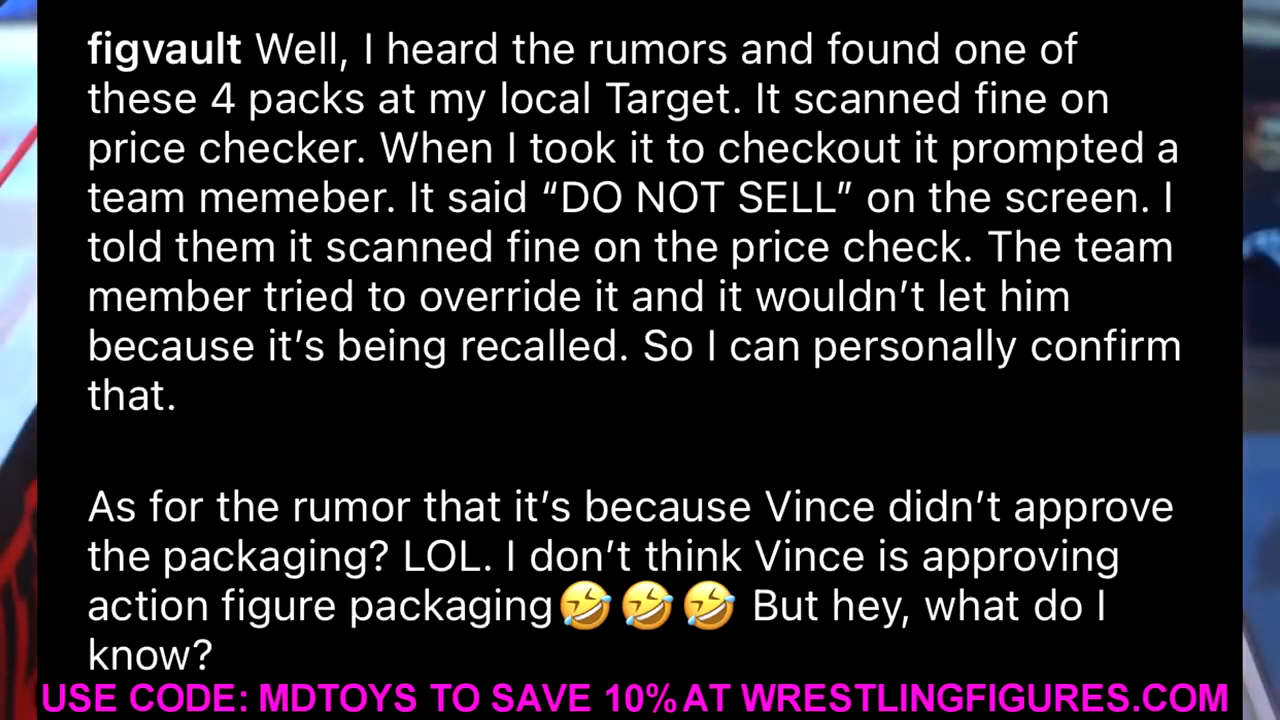 figvault Well, I heard the rumors and found one of
these 4 packs at my local Target. It scanned fine on
price checker. When I took it to checkout it prompted a
team memeber. It said “DO NOT SELL” on the screen. I
told them it scanned fine on the price check. The team
member tried to override it and it wouldn’t let him
because it’s being recalled. So I can personally confirm
that.
As for the rumor that it’s because Vince didn’t approve
the packaging? LOL. I don’t think Vince is approving
action figure packaging🤣🤣🤣 But hey, what do I
know?
USE CODE: MDTOYS TO SAVE 10% AT WRESTLINGFIGURES.COM